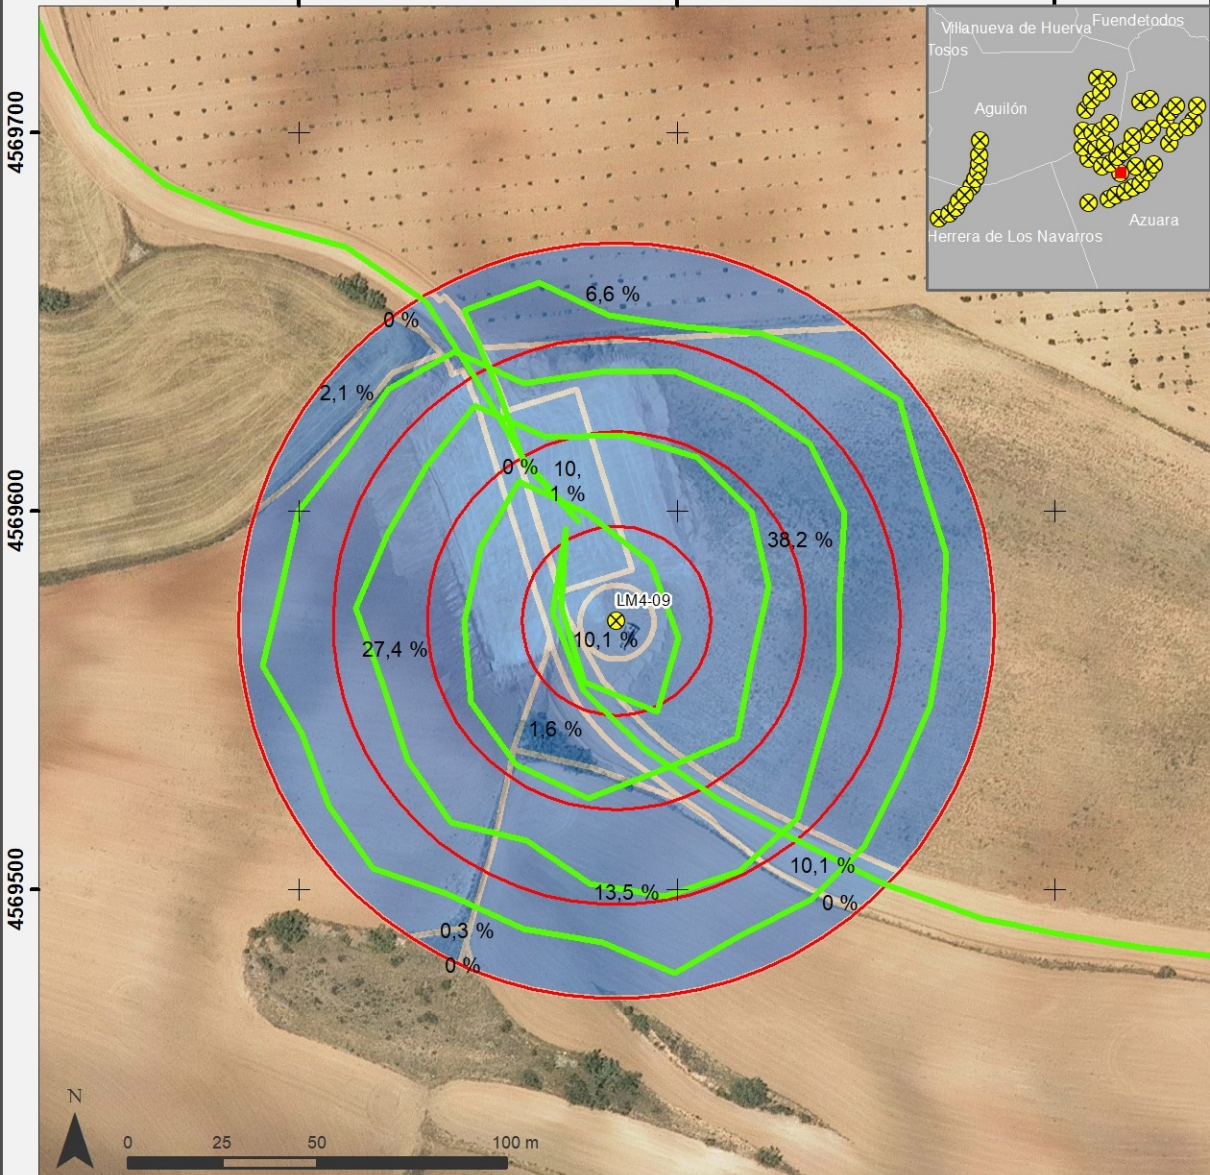 Villanueva de Huerva
Fuendetodos
Tosos
Aguilón
Azuara
Herrera de Los Navarros
4569700
6,6 %
0 %
2,1 %
0 %
10,
1 %
4569600
38,2 %
LM4-09
10,1 %
27,4 %
1,6 %
10,1 %
13,5 %
0 %
4569500
0,3 %
0 %
N
0 25 50 100 m